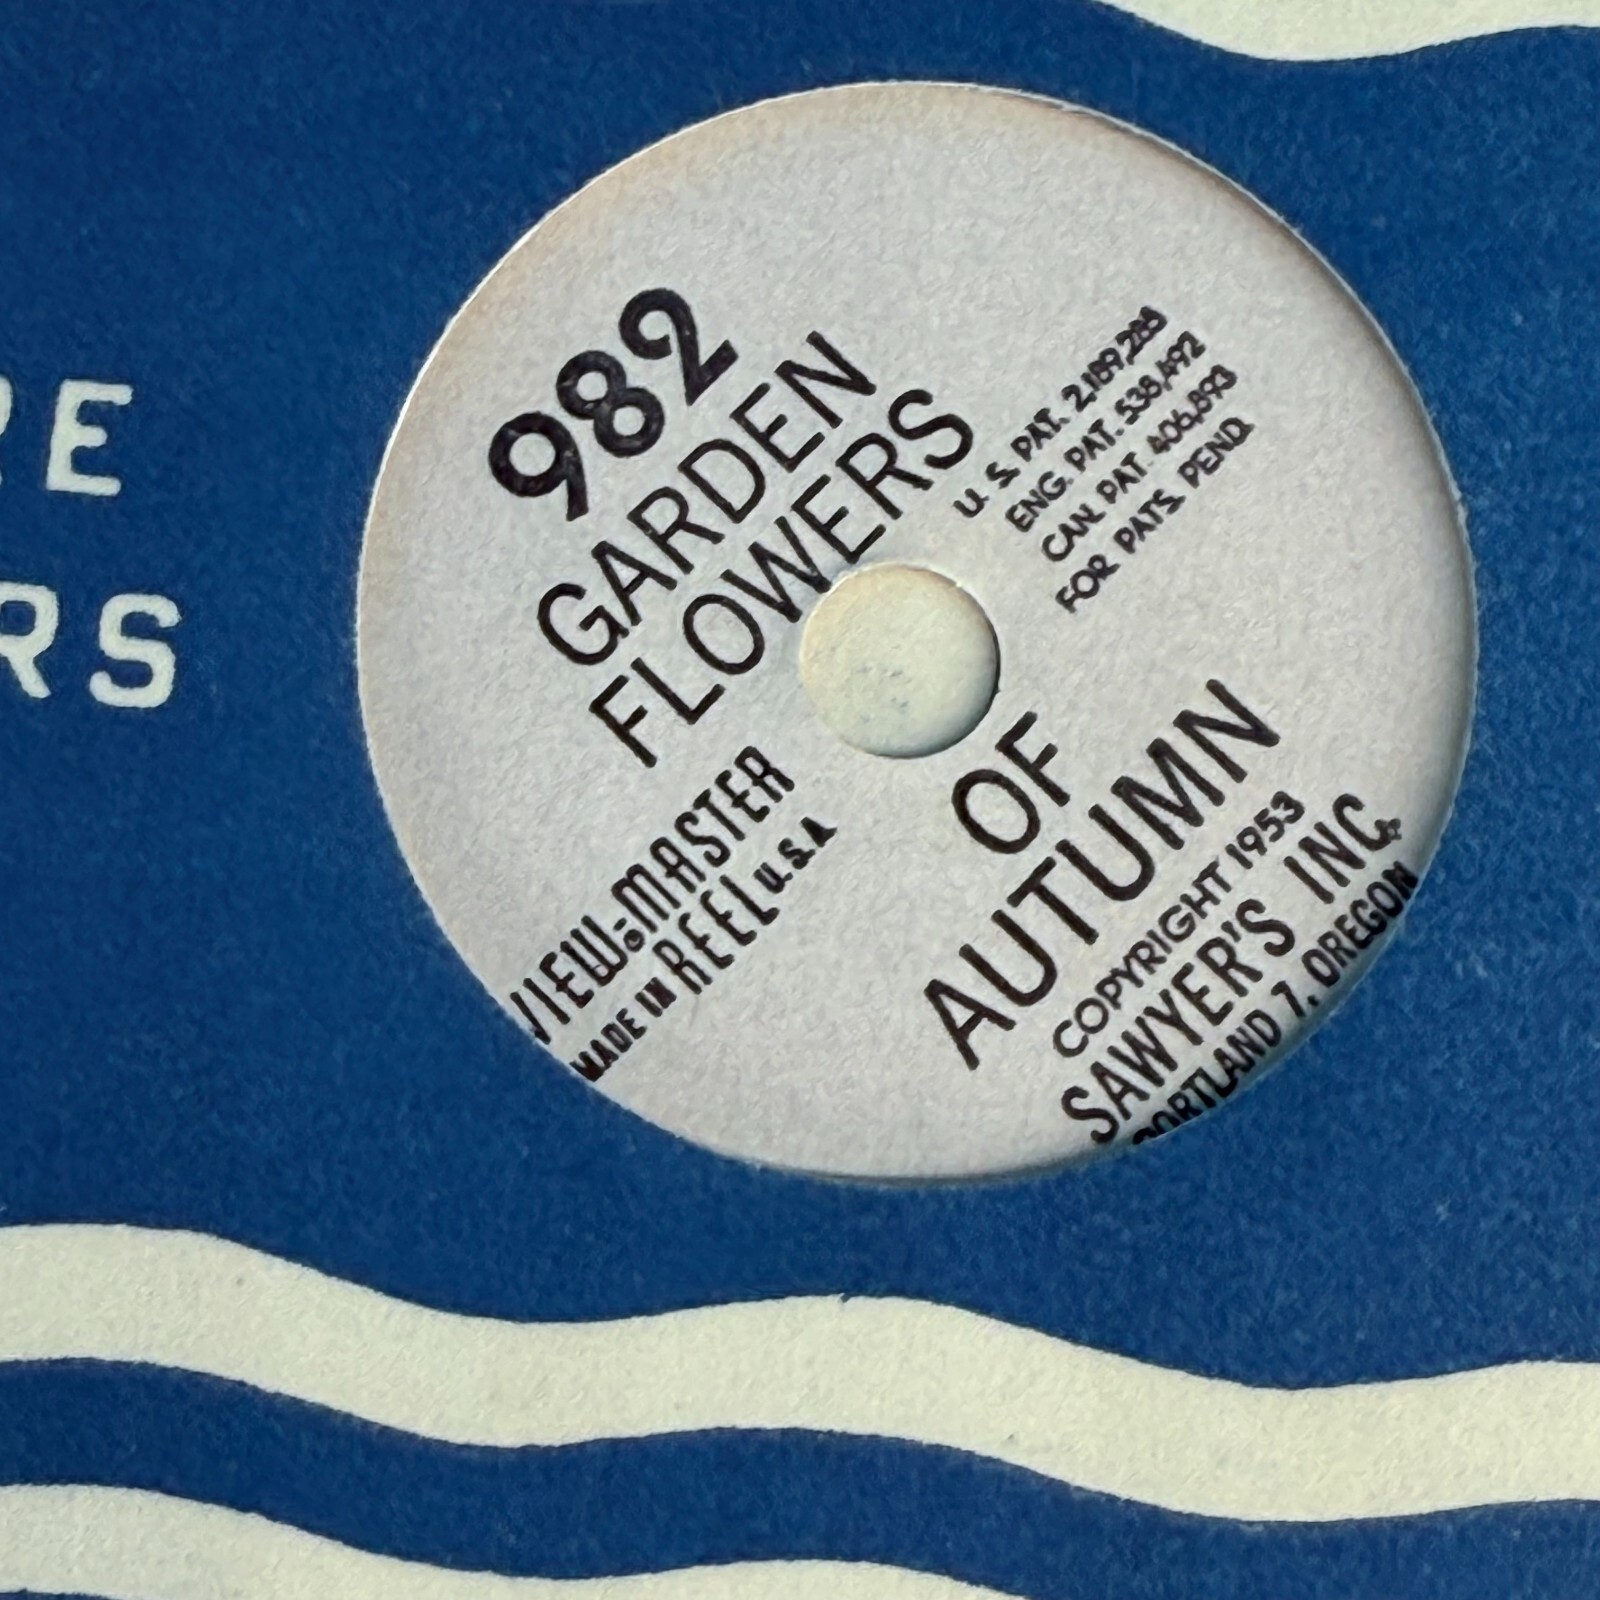 RE
RS
982
GARDEN
FLOWERS
U. S. PAT. 2,189,285
ENG. PAT. 538,492
CAN. PAT. 406,893
FOR PATS. PEND.
VIEW-MASTER
MADE IN REEL U.S.A.
OF
AUTUMN
COPYRIGHT 1953
SAWYER'S INC.
PORTLAND 7, OREGON